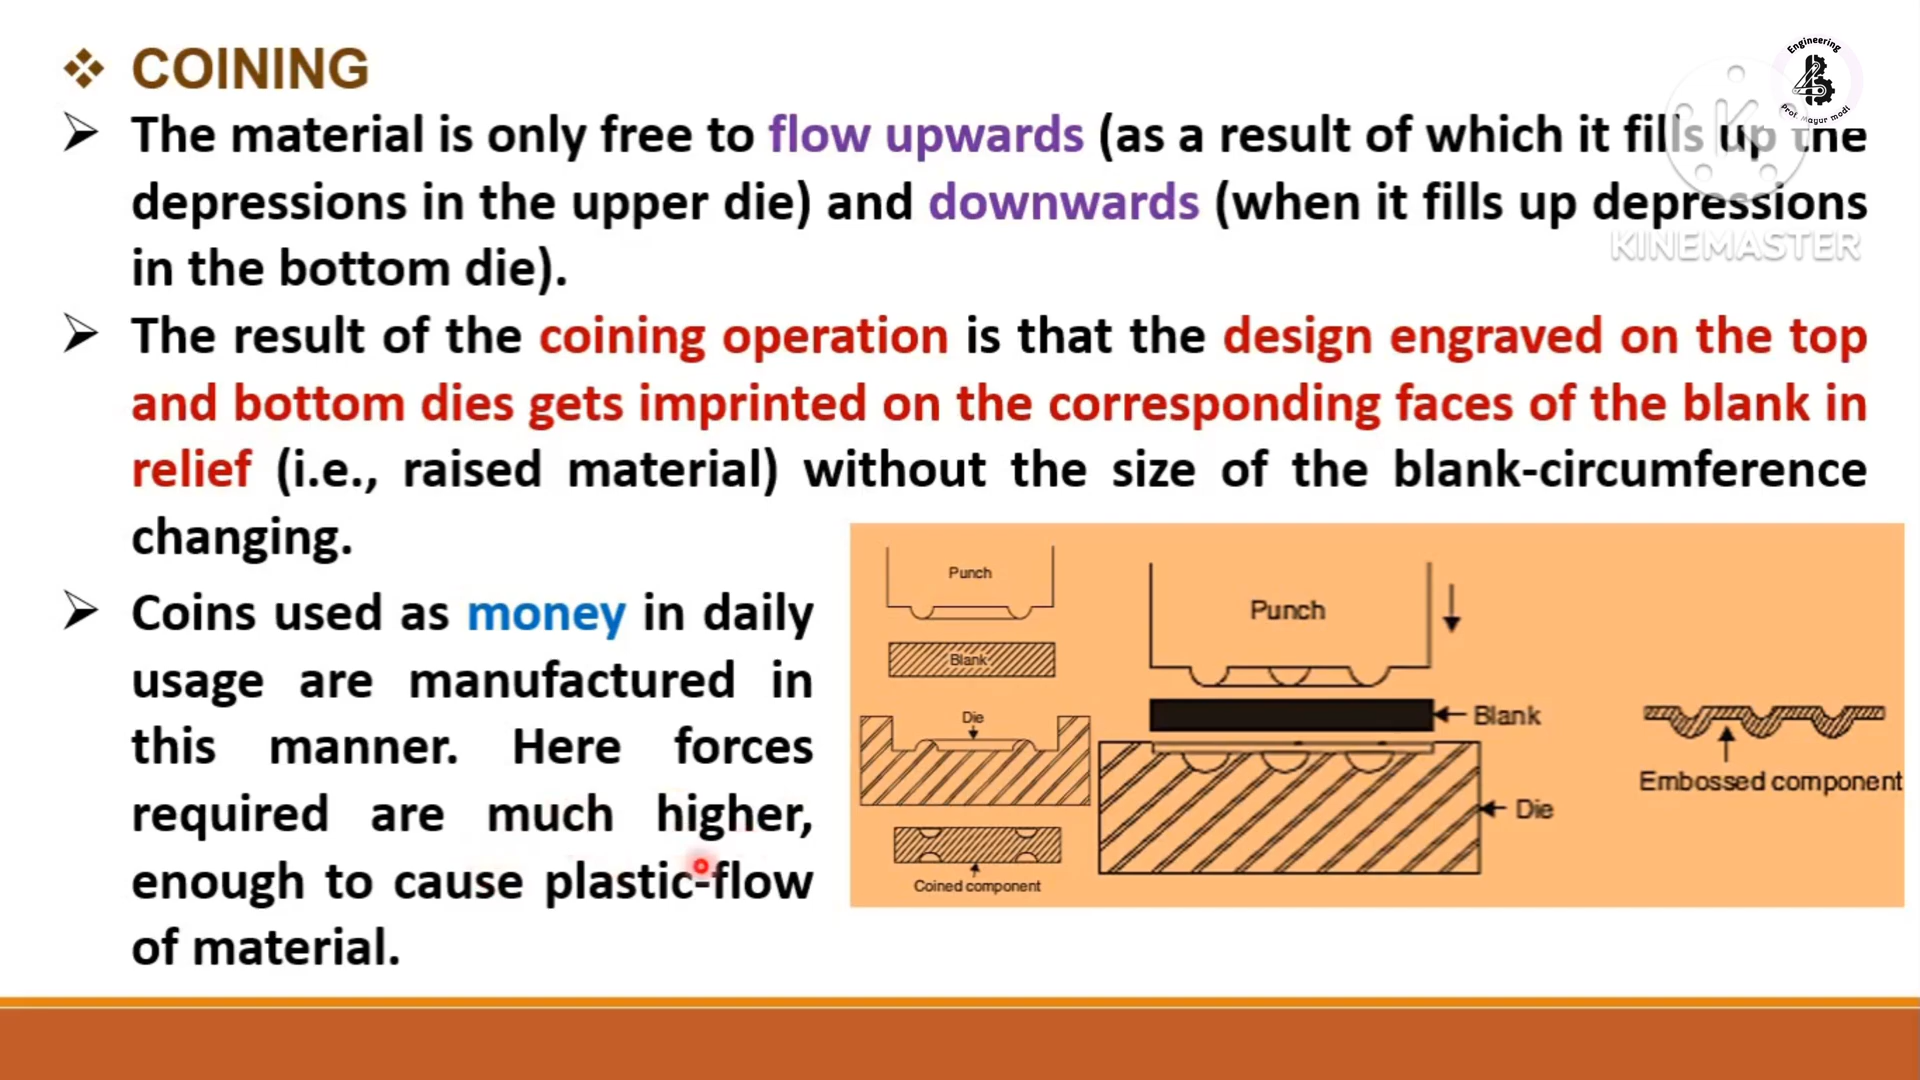 COINING
The material is only free to flow upwards (as a result of which it fills up the
depressions in the upper die) and downwards (when it fills up depressions
in the bottom die).
The result of the coining operation is that the design engraved on the top
and bottom dies gets imprinted on the corresponding faces of the blank in
relief (i.e., raised material) without the size of the blank-circumference
changing.
Coins used as money in daily
usage are manufactured in
this manner. Here forces
required are much higher,
enough to cause plastic-flow
of material.
Punch
Blank
Die
Coined component
Punch
Blank
Die
Embossed component
Engineering
Prof. Mayur modi
K
KINEMASTER